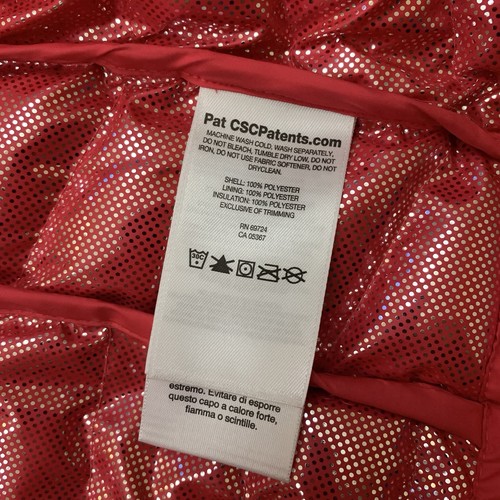 Pat CSCPatents.com
MACHINE WASH COLD, WASH SEPARATELY,
DO NOT BLEACH, TUMBLE DRY LOW, DO NOT
IRON, DO NOT USE FABRIC SOFTENER, DO NOT
DRYCLEAN.
SHELL: 100% POLYESTER
LINING: 100% POLYESTER
INSULATION: 100% POLYESTER
EXCLUSIVE OF TRIMMING
RN 69724
CA 05367
30C
estremo. Evitare di esporre
questo capo a calore forte,
fiamma o scintille.